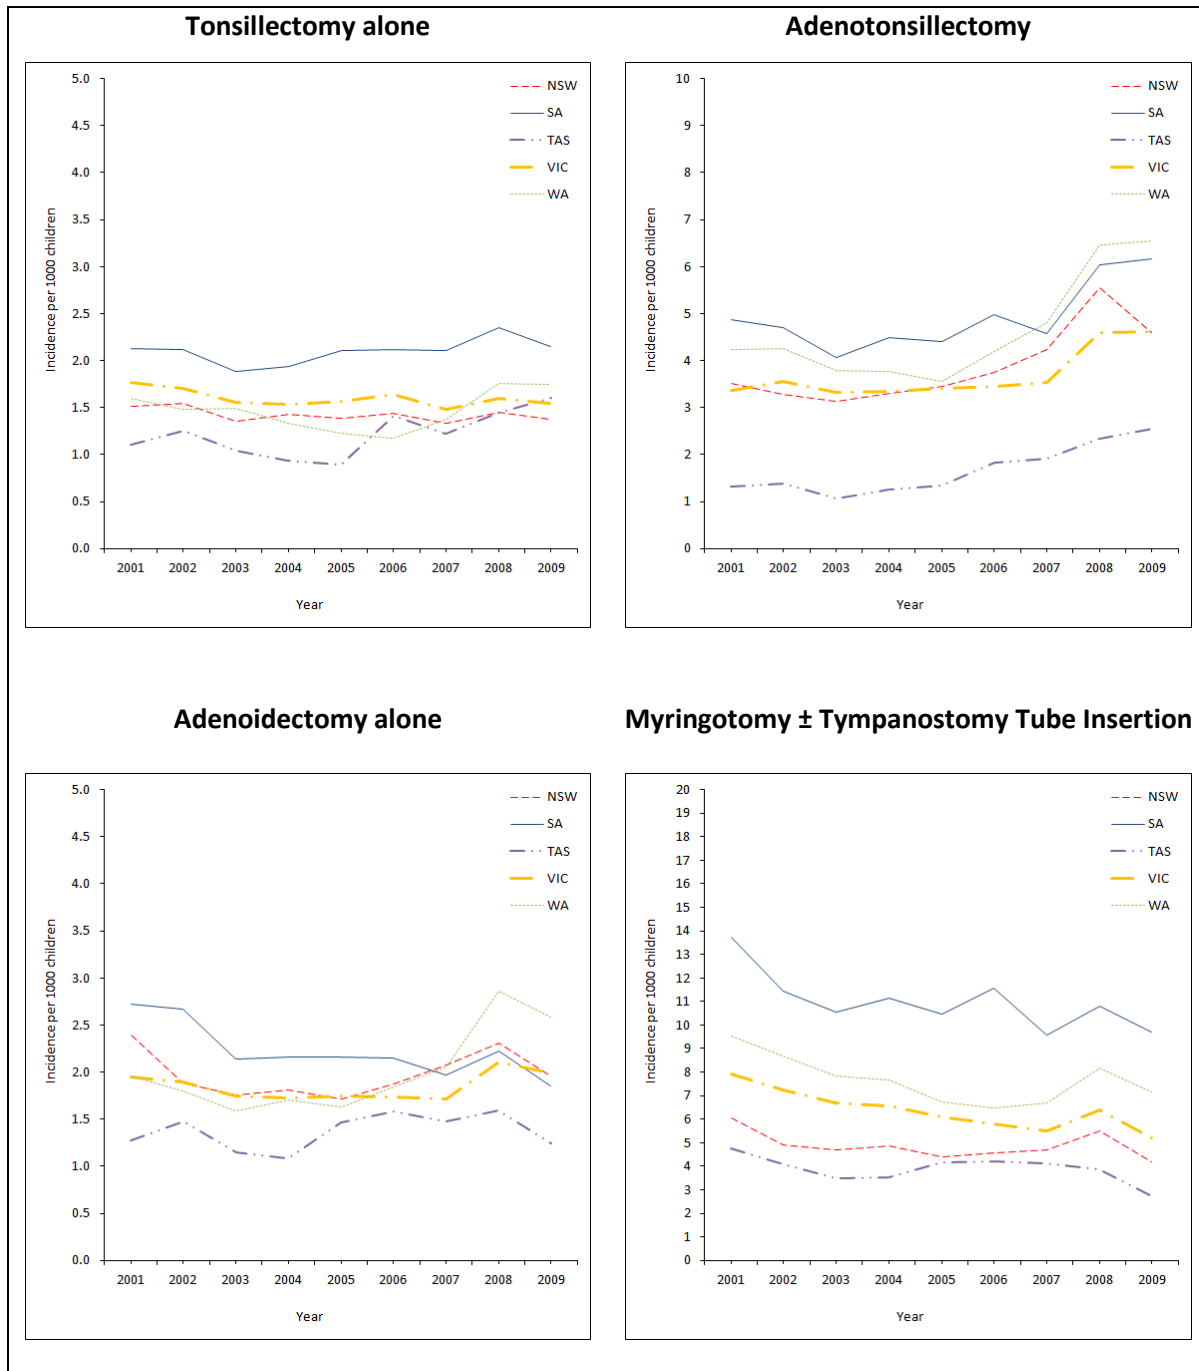 Tonsillectomy alone
Incidence per 1000 children
5.0
4.5
4.0
3.5
3.0
2.5
2.0
1.5
1.0
0.5
0.0
NSW
SA
TAS
VIC
WA
2001 2002 2003 2004 2005 2006 2007 2008 2009
Year
Adenotonsillectomy
Incidence per 1000 children
10
9
8
7
6
5
4
3
2
1
0
NSW
SA
TAS
VIC
WA
2001 2002 2003 2004 2005 2006 2007 2008 2009
Year
Adenoidectomy alone
Incidence per 1000 children
5.0
4.5
4.0
3.5
3.0
2.5
2.0
1.5
1.0
0.5
0.0
NSW
SA
TAS
VIC
WA
2001 2002 2003 2004 2005 2006 2007 2008 2009
Year
Myringotomy ± Tympanostomy Tube Insertion
Incidence per 1000 children
20
19
18
17
16
15
14
13
12
11
10
9
8
7
6
5
4
3
2
1
0
NSW
SA
TAS
VIC
WA
2001 2002 2003 2004 2005 2006 2007 2008 2009
Year